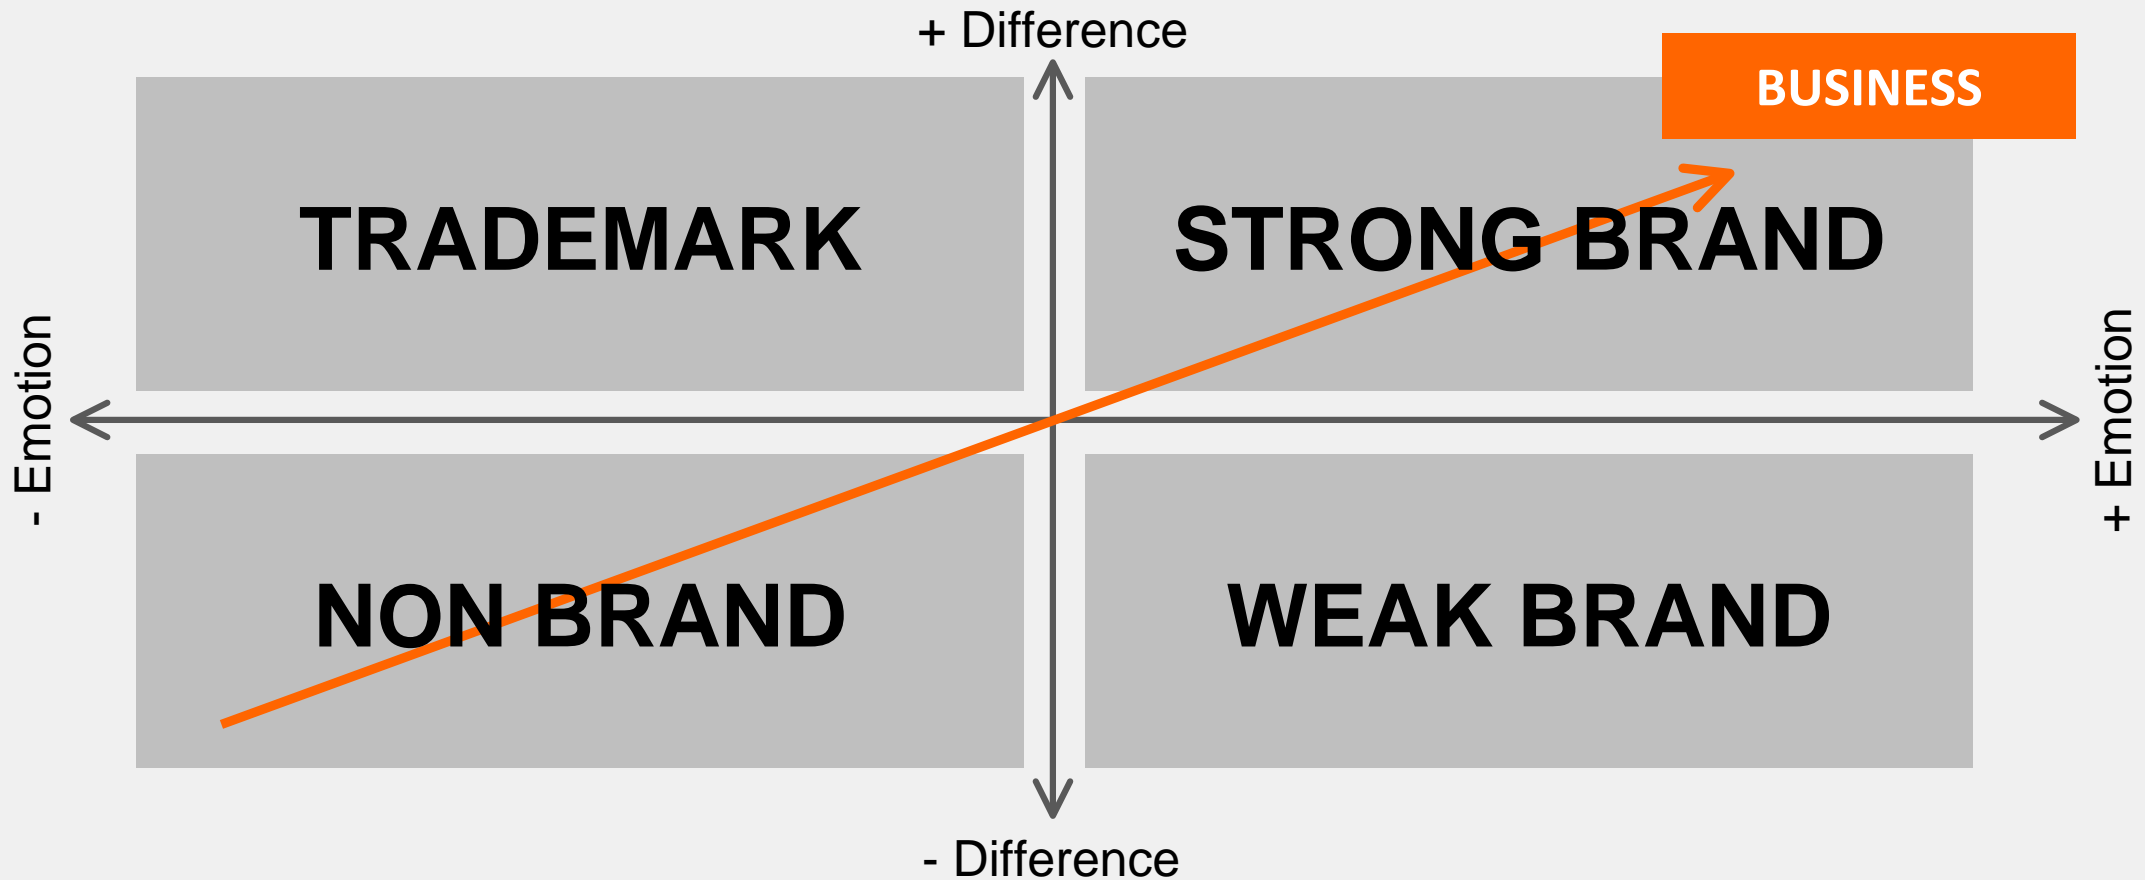 + Difference
BUSINESS
TRADEMARK
STRONG BRAND
- Emotion
+ Emotion
NON BRAND
WEAK BRAND
- Difference